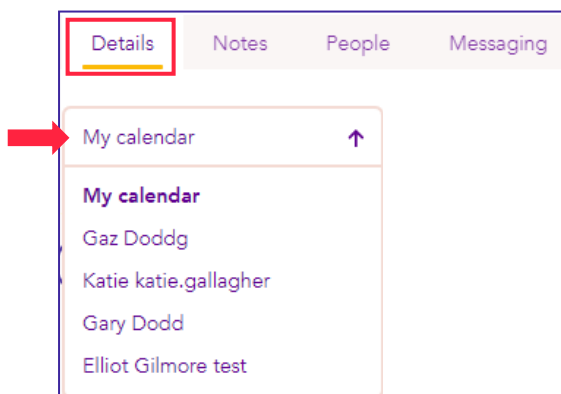 Details Notes People Messaging
My calendar
My calendar
Gaz Doddg
Katie katie.gallagher
Gary Dodd
Elliot Gilmore test